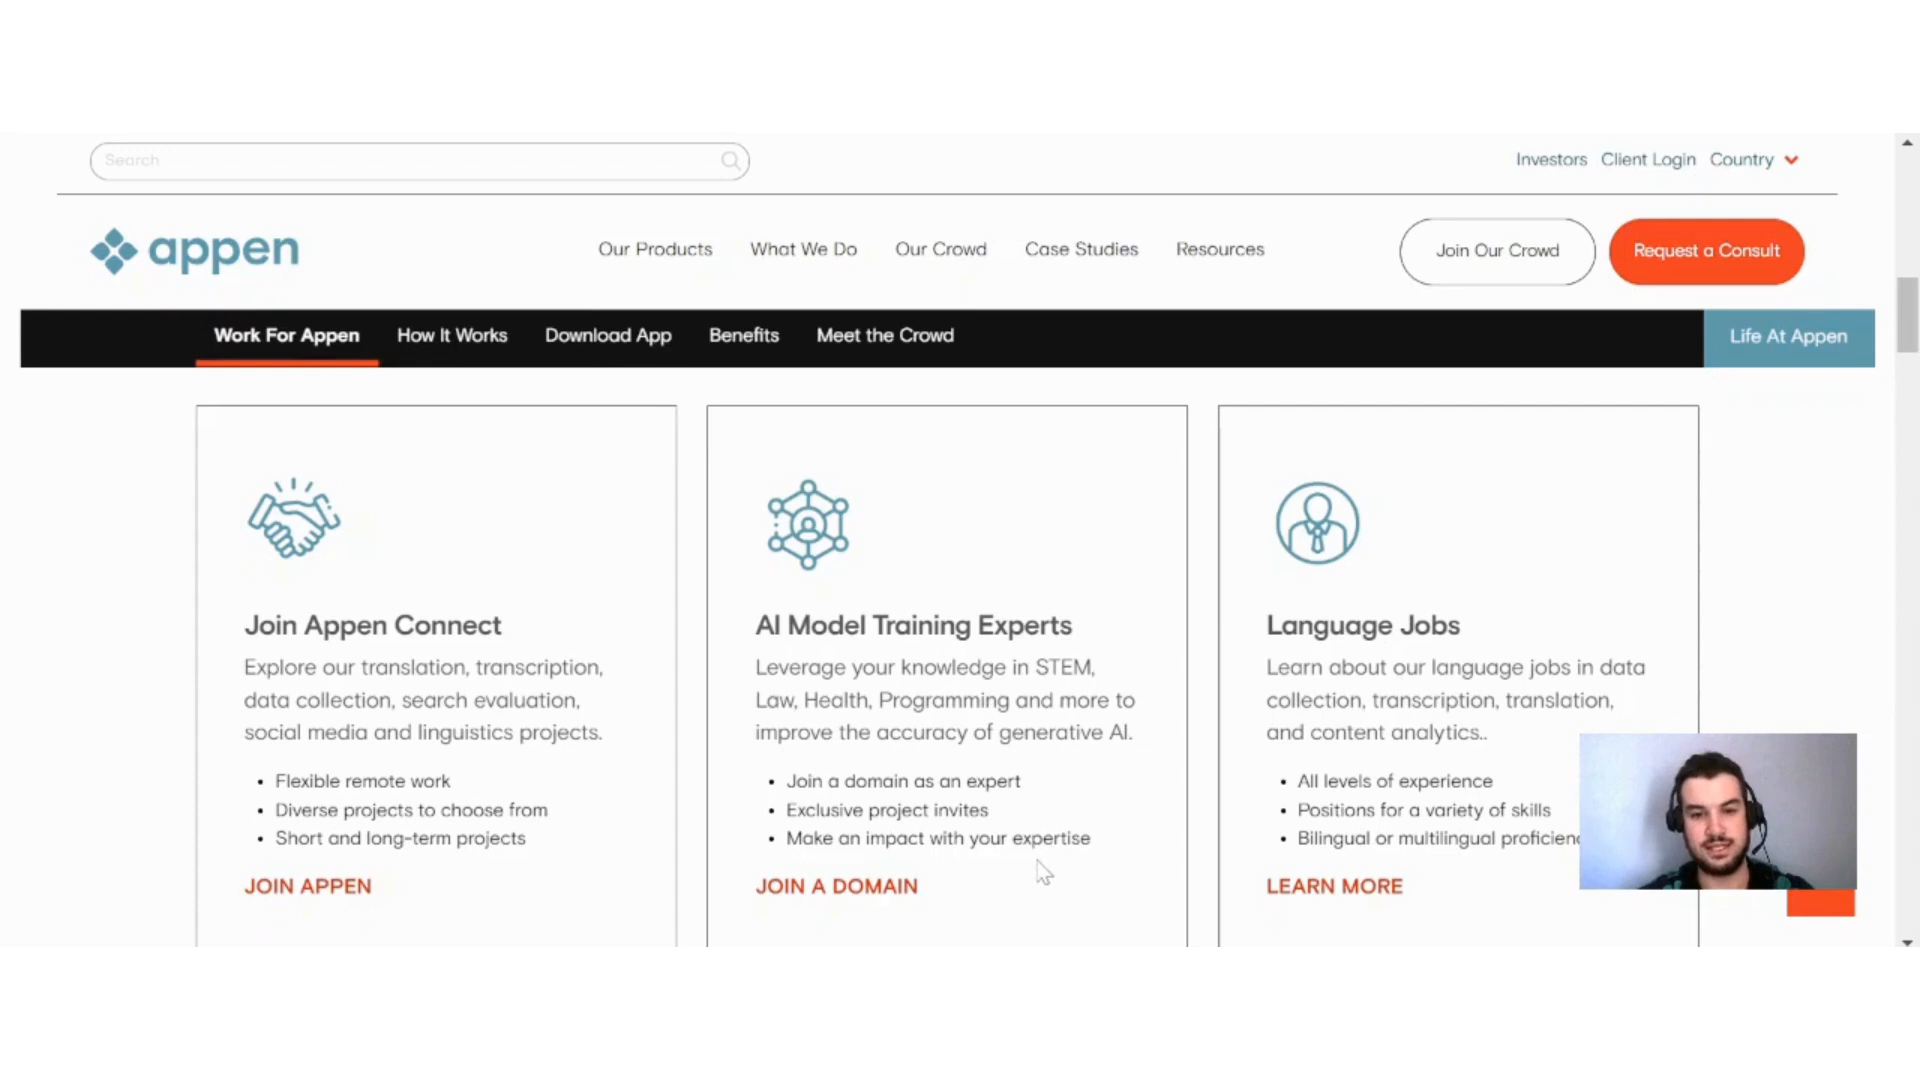 Search
Investors Client Login Country
appen
Our Products What We Do Our Crowd Case Studies Resources
Join Our Crowd
Request a Consult
Work For Appen How It Works Download App Benefits Meet the Crowd
Life At Appen
Join Appen Connect
Explore our translation, transcription,
data collection, search evaluation,
social media and linguistics projects.
• Flexible remote work
• Diverse projects to choose from
• Short and long-term projects
JOIN APPEN
AI Model Training Experts
Leverage your knowledge in STEM,
Law, Health, Programming and more to
improve the accuracy of generative AI.
• Join a domain as an expert
• Exclusive project invites
• Make an impact with your expertise
JOIN A DOMAIN
Language Jobs
Learn about our language jobs in data
collection, transcription, translation,
and content analytics..
• All levels of experience
• Positions for a variety of skills
• Bilingual or multilingual
LEARN MORE